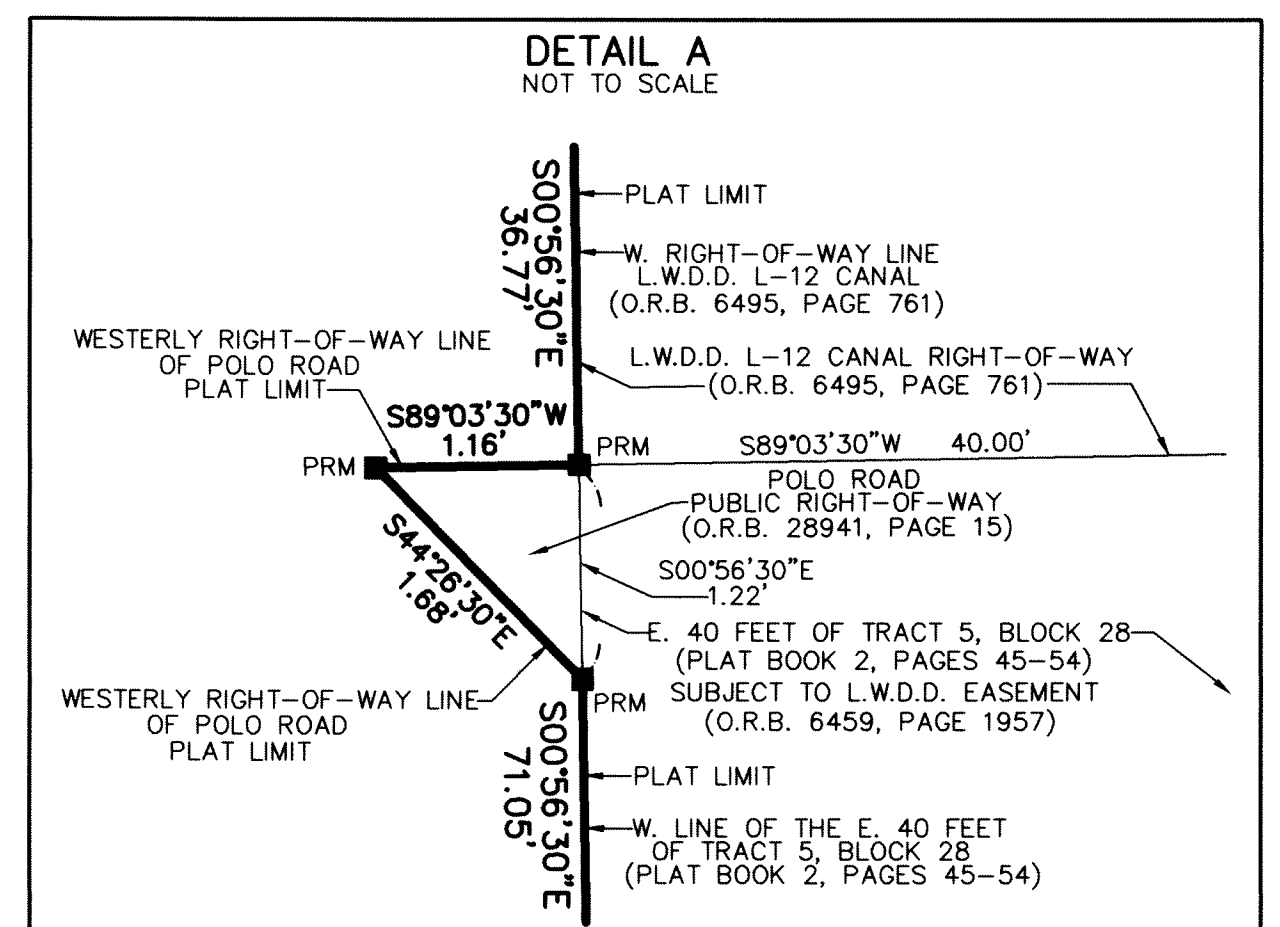 DETAIL A
NOT TO SCALE
S00°56'30"E
36.77'
PLAT LIMIT
W. RIGHT-OF-WAY LINE
L.W.D.D. L-12 CANAL
(O.R.B. 6495, PAGE 761)
WESTERLY RIGHT-OF-WAY LINE
OF POLO ROAD
PLAT LIMIT
L.W.D.D. L-12 CANAL RIGHT-OF-WAY
(O.R.B. 6495, PAGE 761)
S89°03'30"W
1.16'
PRM
PRM
S89°03'30"W 40.00'
POLO ROAD
PUBLIC RIGHT-OF-WAY
(O.R.B. 28941, PAGE 15)
S44°26'30"E
1.68'
S00°56'30"E
1.22'
E. 40 FEET OF TRACT 5, BLOCK 28
(PLAT BOOK 2, PAGES 45-54)
SUBJECT TO L.W.D.D. EASEMENT
(O.R.B. 6459, PAGE 1957)
WESTERLY RIGHT-OF-WAY LINE
OF POLO ROAD
PLAT LIMIT
PRM
S00°56'30"E
71.05'
PLAT LIMIT
W. LINE OF THE E. 40 FEET
OF TRACT 5, BLOCK 28
(PLAT BOOK 2, PAGES 45-54)